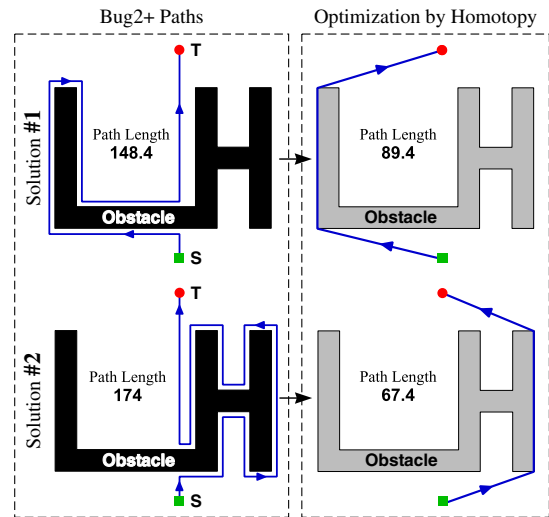 Bug2+ Paths
Optimization by Homotopy
Solution #1
T
Path Length
148.4
Obstacle
S
Path Length
89.4
Obstacle
Solution #2
T
Path Length
174
Obstacle
S
Path Length
67.4
Obstacle